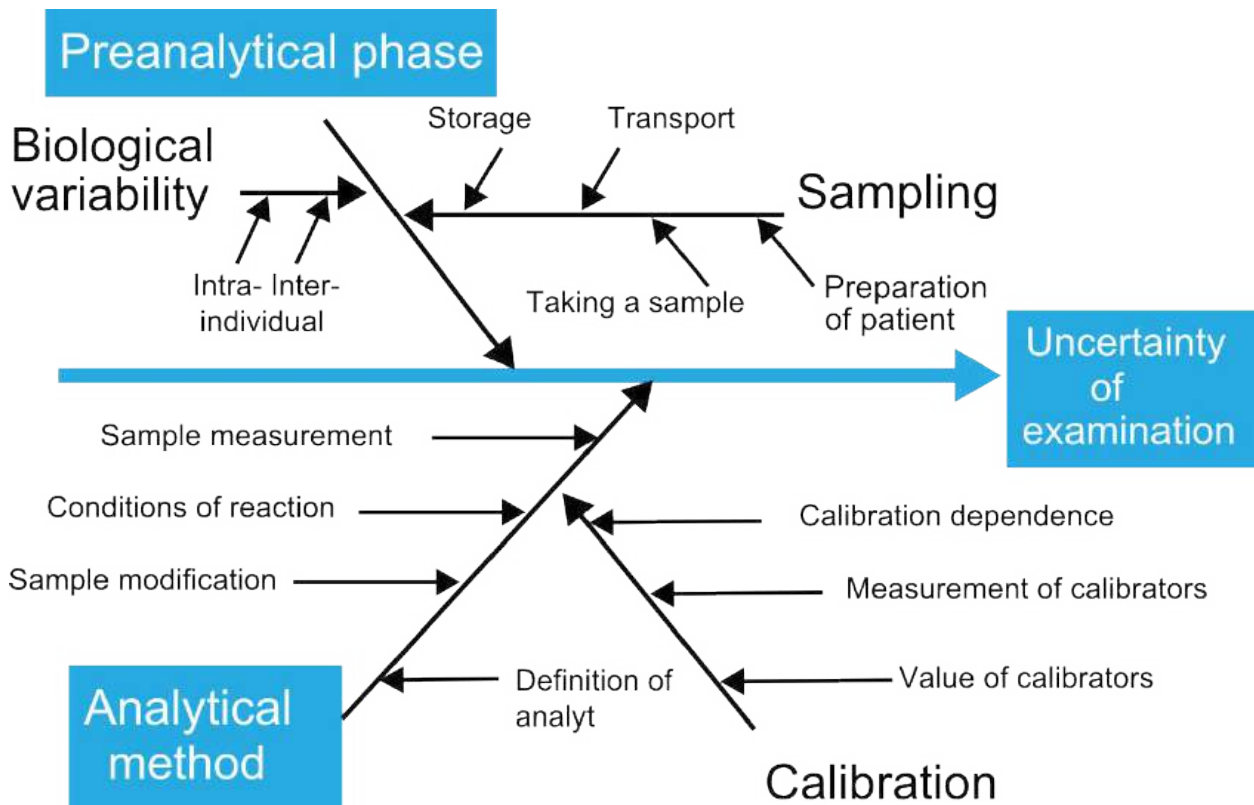 Preanalytical phase
Biological
variability
Storage
Transport
Sampling
Intra- Inter-
individual
Taking a sample
Preparation
of patient
Uncertainty
of
examination
Sample measurement
Conditions of reaction
Sample modification
Calibration dependence
Measurement of calibrators
Value of calibrators
Definition of
analyt
Analytical
method
Calibration